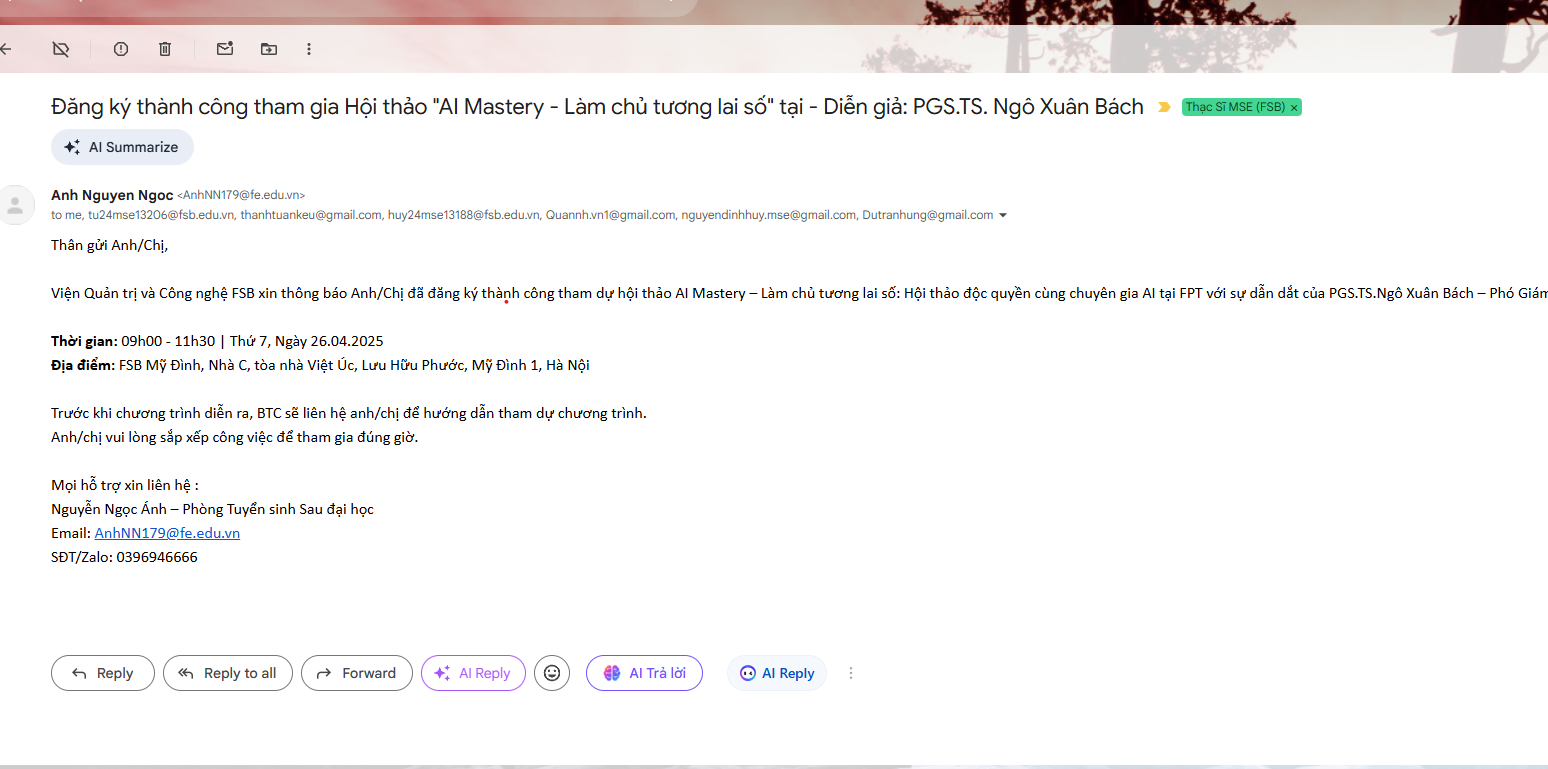 Đăng ký thành công tham gia Hội thảo "AI Mastery - Làm chủ tương lai số" tại - Diễn giả: PGS.TS. Ngô Xuân Bách Thạc Sĩ MSE (FSB) ×
AI Summarize
Anh Nguyen Ngoc <AnhNN179@fe.edu.vn>
to me, tu24mse13206@fsb.edu.vn, thanhtuankeu@gmail.com, huy24mse13188@fsb.edu.vn, Quannh.vn1@gmail.com, nguyendinhhuy.mse@gmail.com, Dutranhung@gmail.com
Thân gửi Anh/Chị,
Viện Quản trị và Công nghệ FSB xin thông báo Anh/Chị đã đăng ký thành công tham dự hội thảo AI Mastery – Làm chủ tương lai số: Hội thảo độc quyền cùng chuyên gia AI tại FPT với sự dẫn dắt của PGS.TS.Ngô Xuân Bách – Phó Giám
Thời gian: 09h00 - 11h30 | Thứ 7, Ngày 26.04.2025
Địa điểm: FSB Mỹ Đình, Nhà C, tòa nhà Việt Úc, Lưu Hữu Phước, Mỹ Đình 1, Hà Nội
Trước khi chương trình diễn ra, BTC sẽ liên hệ anh/chị để hướng dẫn tham dự chương trình.
Anh/chị vui lòng sắp xếp công việc để tham gia đúng giờ.
Mọi hỗ trợ xin liên hệ :
Nguyễn Ngọc Ánh – Phòng Tuyển sinh Sau đại học
Email: AnhNN179@fe.edu.vn
SĐT/Zalo: 0396946666
Reply Reply to all Forward AI Reply AI Trả lời AI Reply